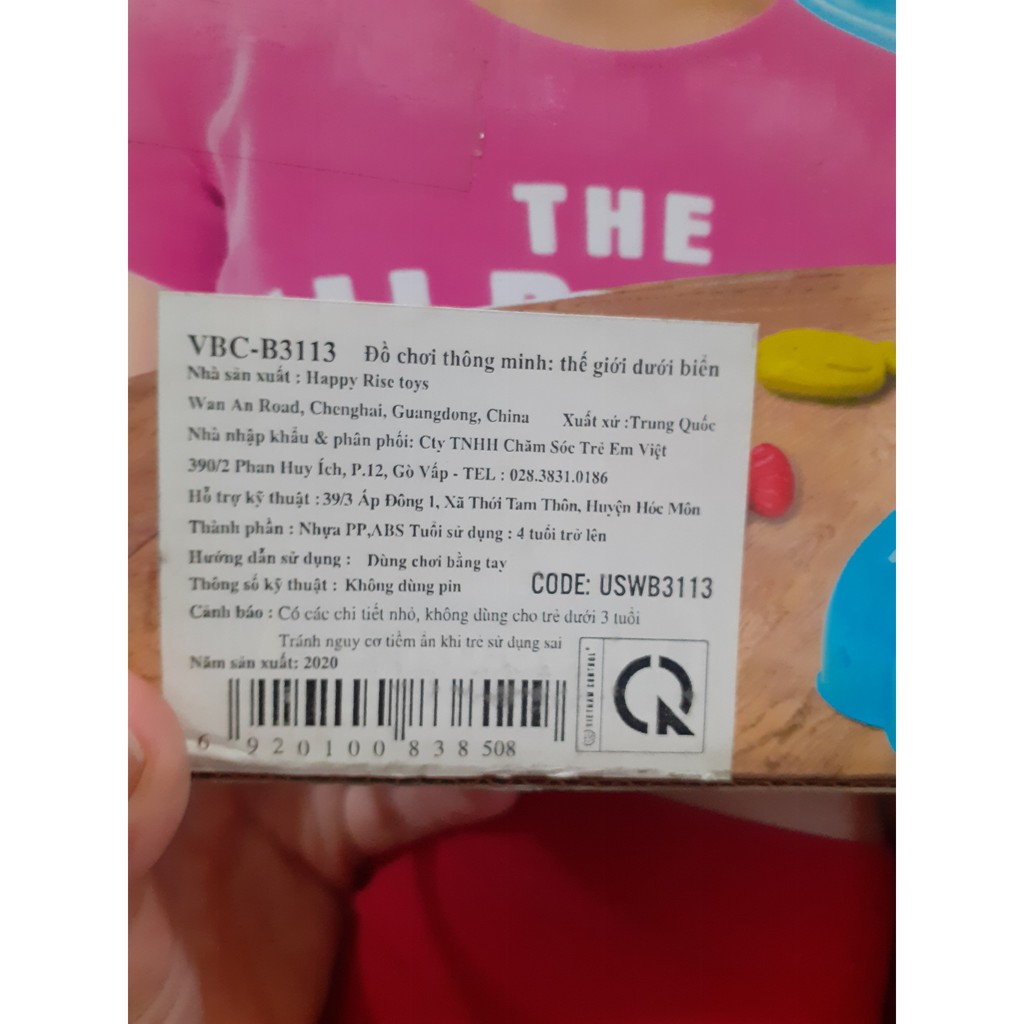 THE
VBC-B3113 Đồ chơi thông minh: thế giới dưới biển
Nhà sản xuất : Happy Rise toys
Wan An Road, Chenghai, Guangdong, China Xuất xứ :Trung Quốc
Nhà nhập khẩu & phân phối: Cty TNHH Chăm Sóc Trẻ Em Việt
390/2 Phan Huy Ích, P.12, Gò Vấp - TEL : 028.3831.0186
Hỗ trợ kỹ thuật :39/3 Ấp Đông 1, Xã Thới Tam Thôn, Huyện Hóc Môn
Thành phần : Nhựa PP,ABS Tuổi sử dụng : 4 tuổi trở lên
Hướng dẫn sử dụng : Dùng chơi bằng tay
Thông số kỹ thuật : Không dùng pin CODE: USWB3113
Cảnh báo : Có các chi tiết nhỏ, không dùng cho trẻ dưới 3 tuổi
Tránh nguy cơ tiềm ẩn khi trẻ sử dụng sai
Năm sản xuất: 2020
VIETNAM CONTROL
6 920100 838508